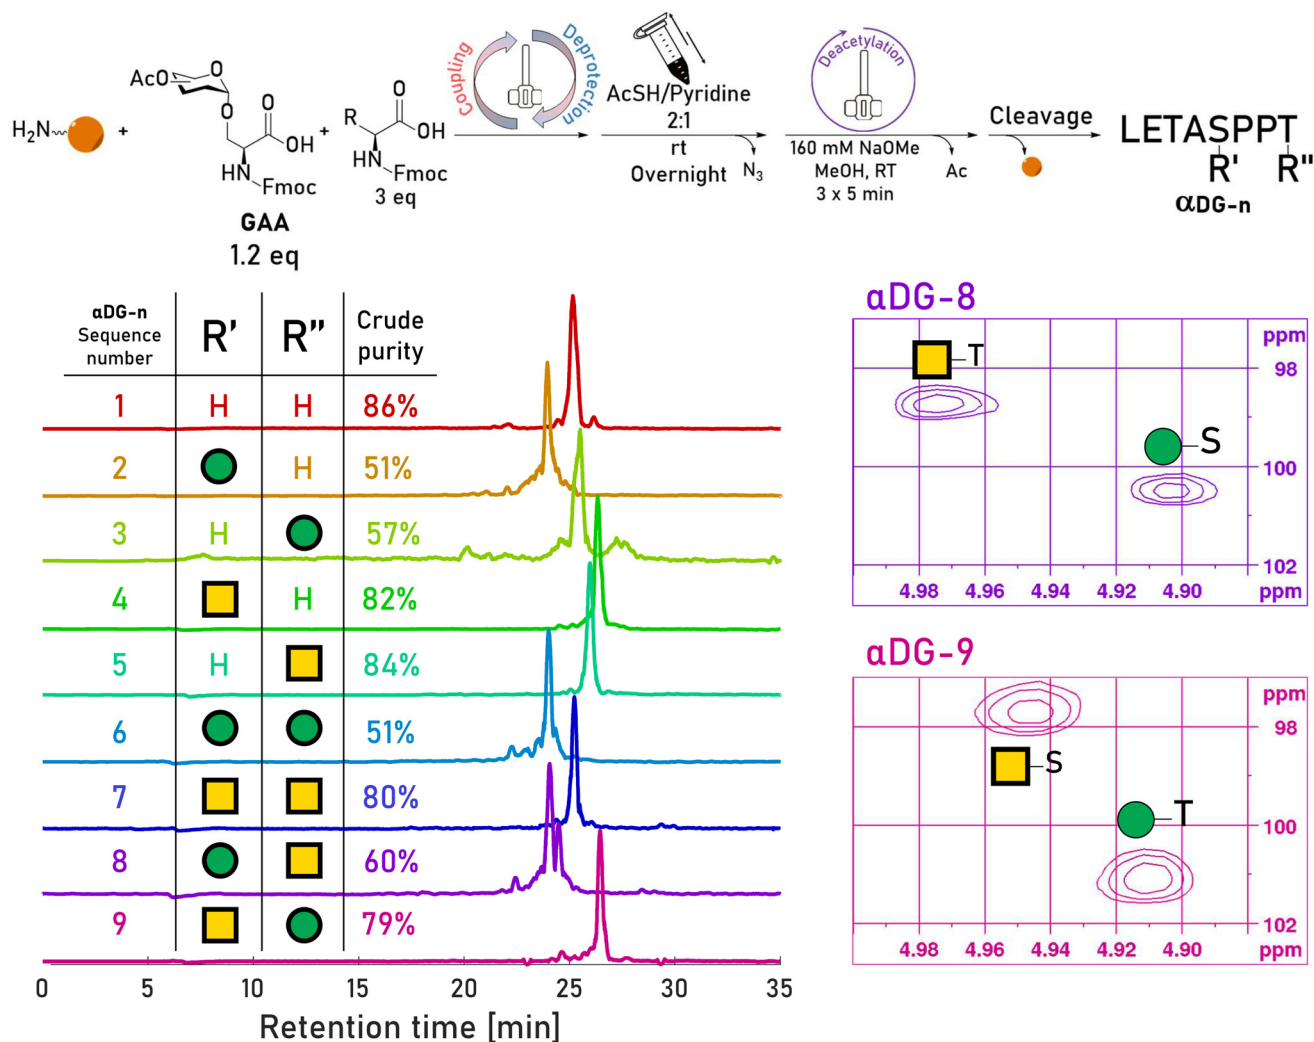 AcO
O
O
O
OH
HN
Fmoc
GAA
1.2 eq
H₂N
+
+
R
O
OH
HN
Fmoc
3 eq
Coupling
Deprotection
AcSH/Pyridine
2:1
rt
Overnight
N₃
Deacetylation
160 mM NaOMe
MeOH, RT
3 x 5 min
Ac
Cleavage
LETASPPT
R' R"
αDG-n
αDG-n
Sequence
number
R' R" Crude
purity
1 H H 86%
2 H 51%
3 H 57%
4 H 82%
5 H 84%
6 51%
7 80%
8 60%
9 79%
0 5 10 15 20 25 30 35
Retention time [min]
αDG-8
ppm
T
98
S
100
102
4.98 4.96 4.94 4.92 4.90 ppm
αDG-9
ppm
98
S
T
100
102
4.98 4.96 4.94 4.92 4.90 ppm